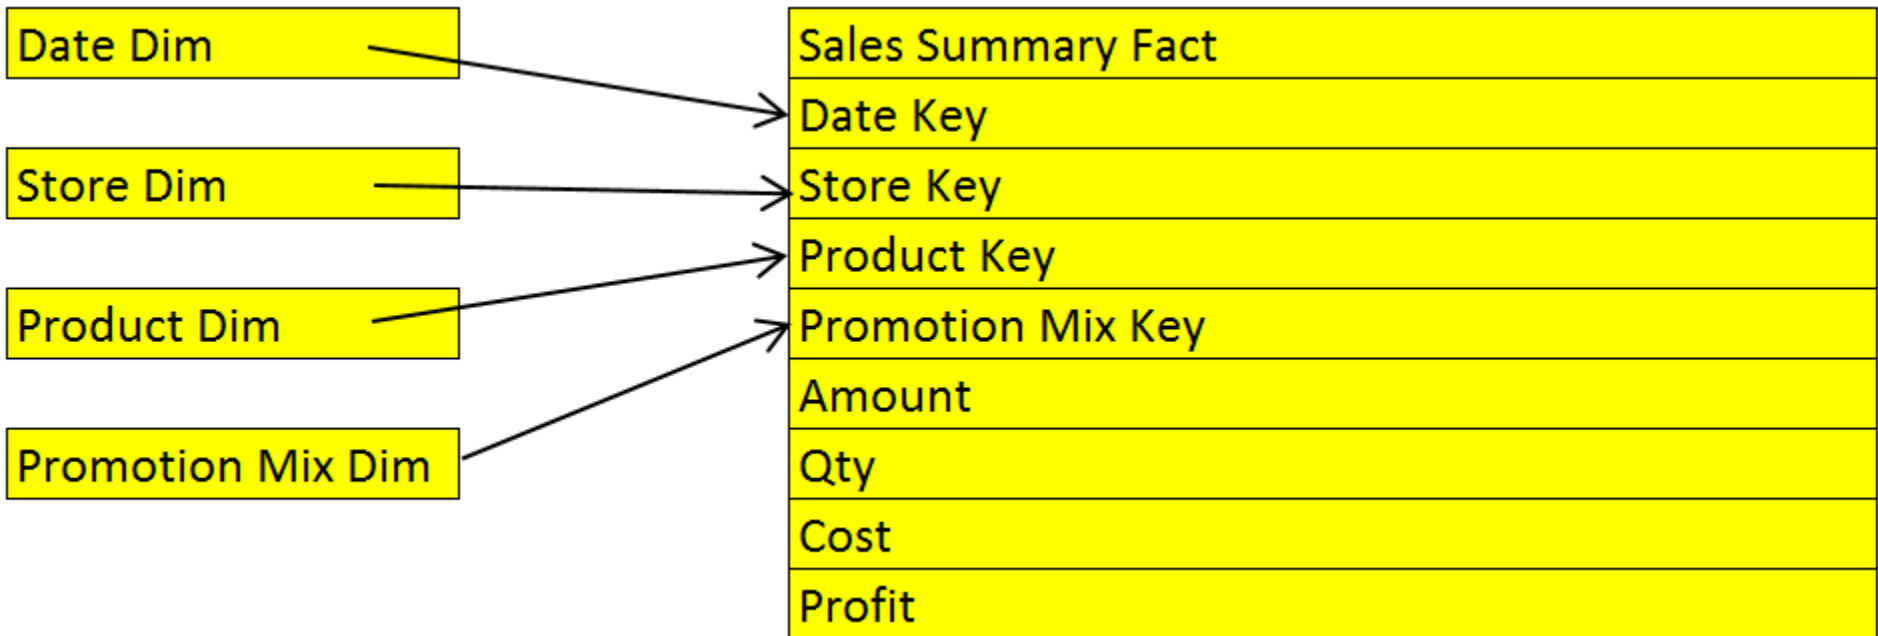 Date Dim
Store Dim
Product Dim
Promotion Mix Dim
Sales Summary Fact
Date Key
Store Key
Product Key
Promotion Mix Key
Amount
Qty
Cost
Profit